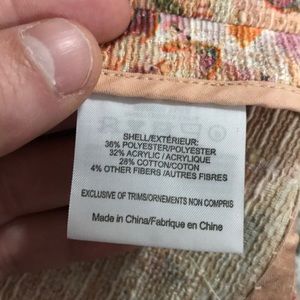 SHELL/EXTÉRIEUR:
36% POLYESTER/POLYESTER
32% ACRYLIC / ACRYLIQUE
28% COTTON/COTON
4% OTHER FIBERS /AUTRES FIBRES
EXCLUSIVE OF TRIMS/ORNEMENTS NON COMPRIS
Made in China/Fabrique en Chine